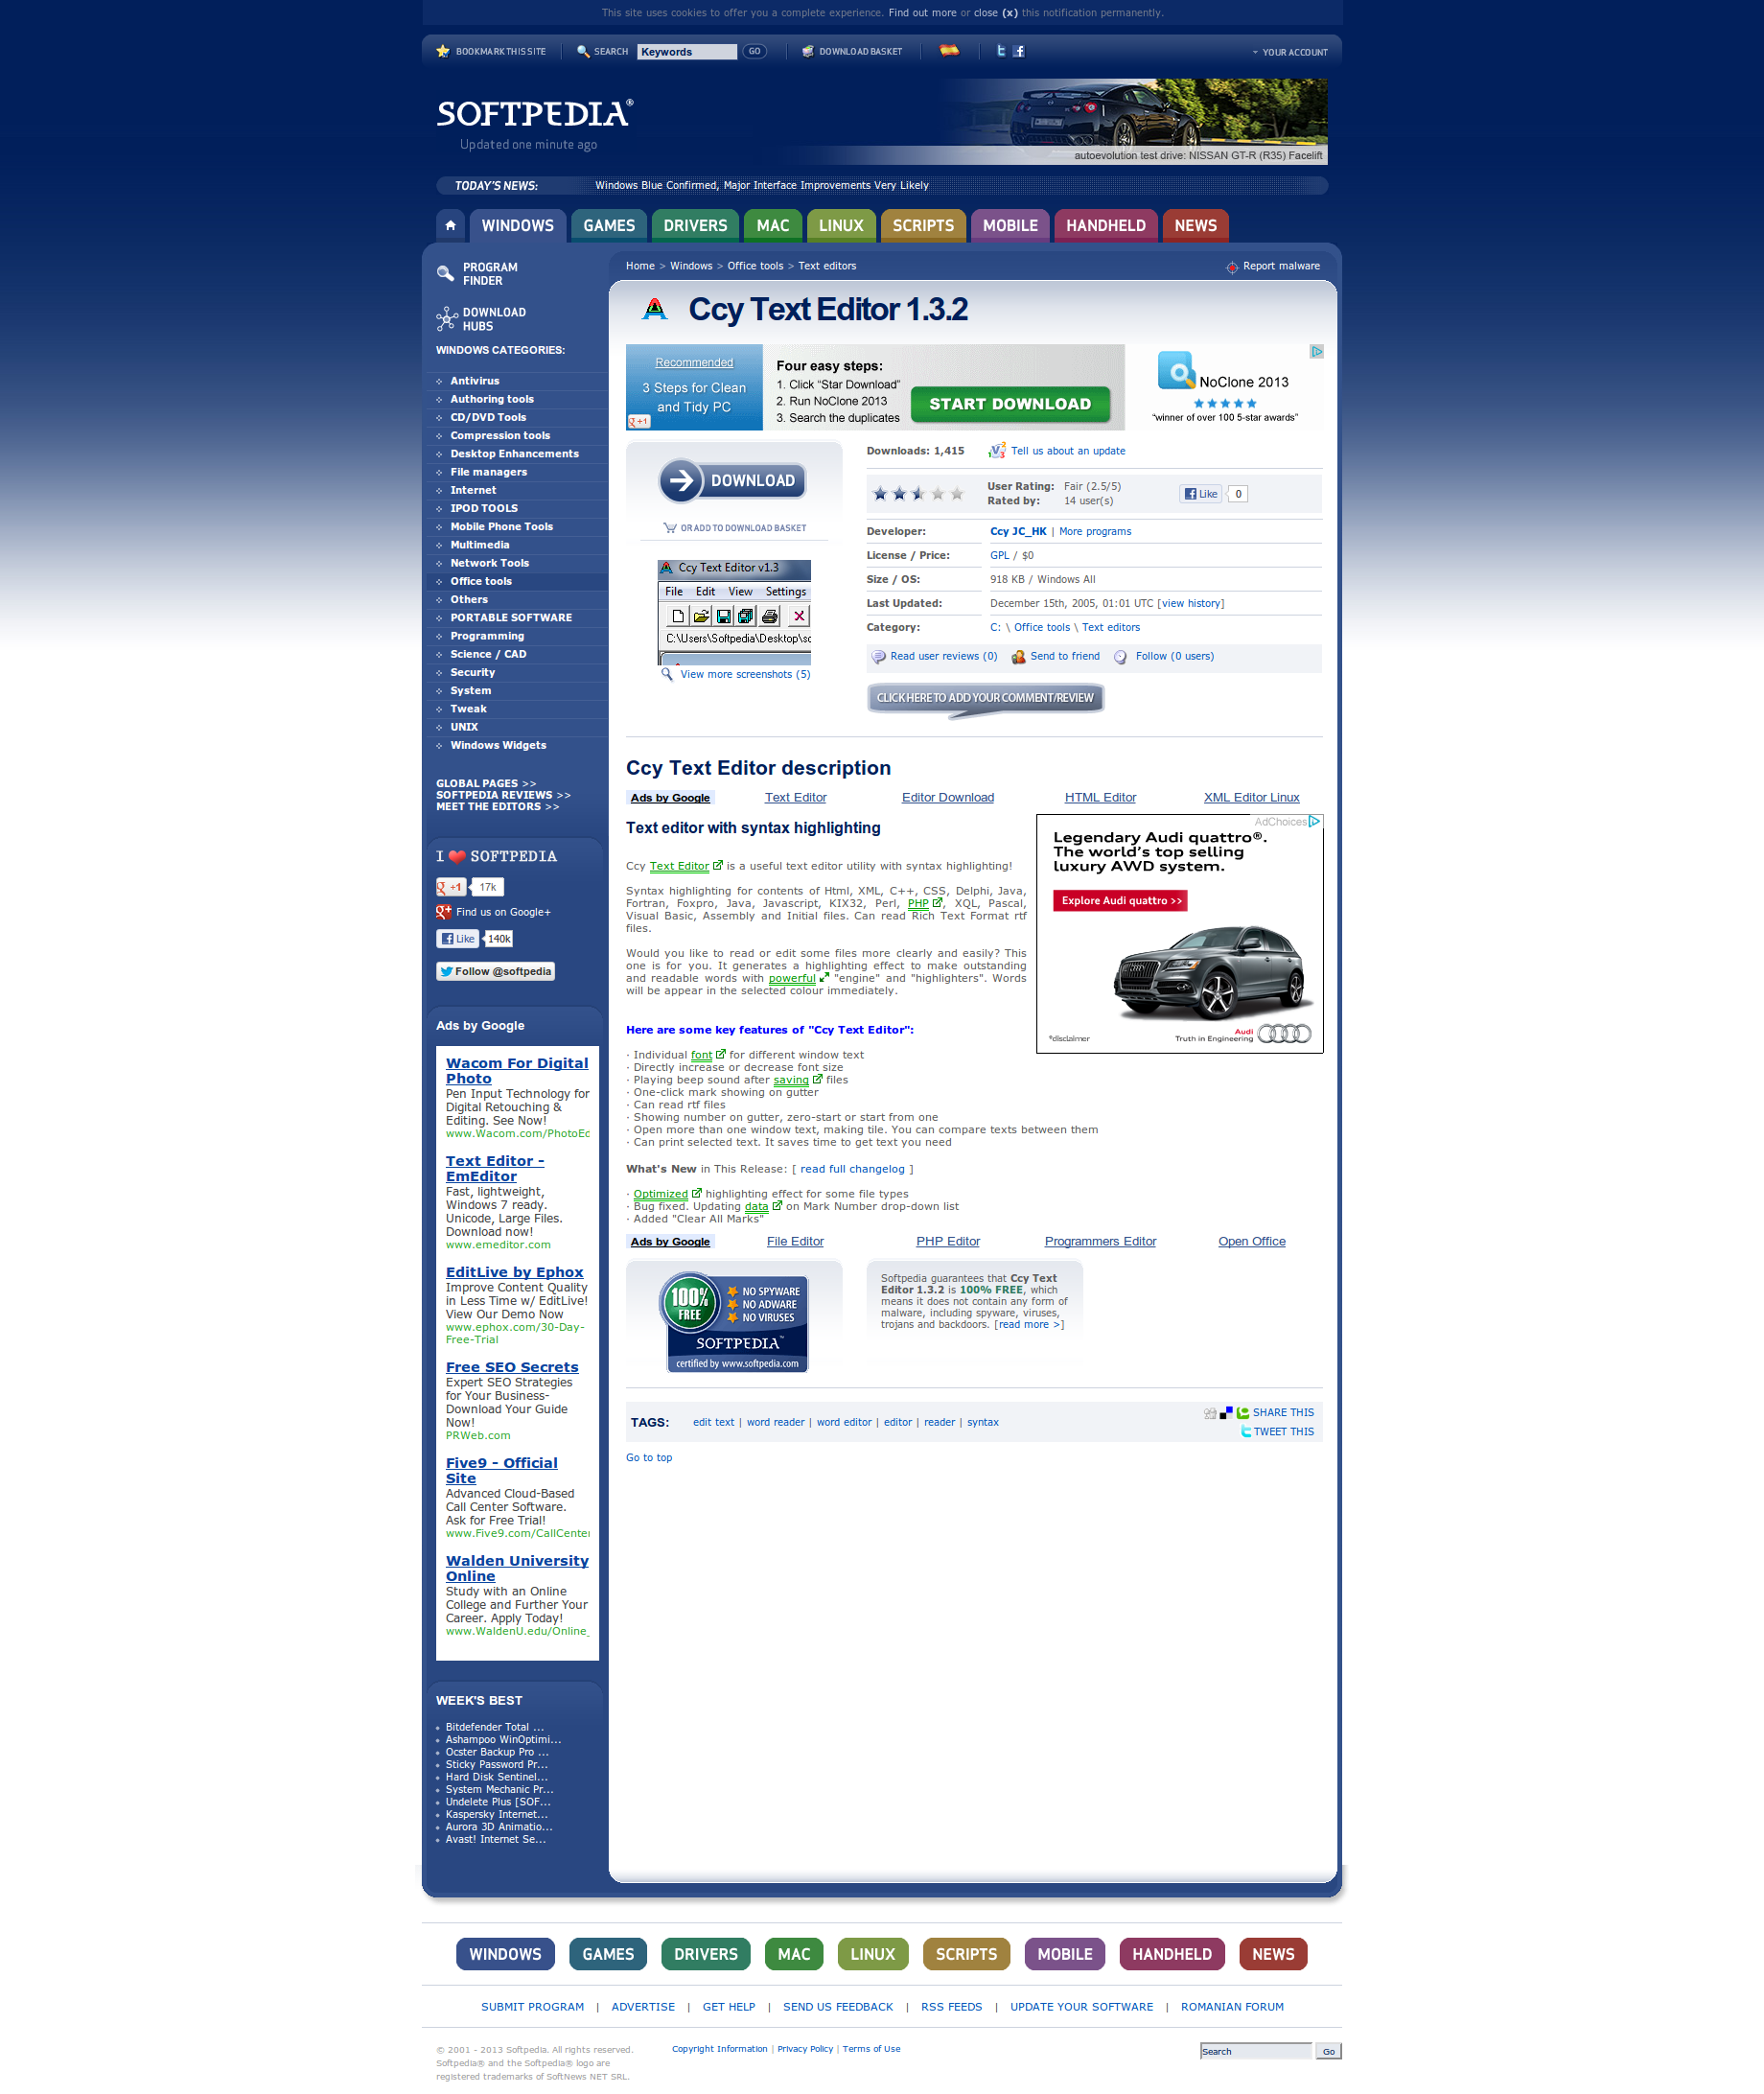 This site uses cookies to offer you a complete experience. Find out more or close (x) this notification permanently.
BOOKMARK THIS SITE
SEARCH
Keywords
GO
DOWNLOAD BASKET
YOUR ACCOUNT
SOFTPEDIA®
Updated one minute ago
autoevolution test drive: NISSAN GT-R (R35) Facelift
TODAY'S NEWS:
Windows Blue Confirmed, Major Interface Improvements Very Likely
WINDOWS
GAMES
DRIVERS
MAC
LINUX
SCRIPTS
MOBILE
HANDHELD
NEWS
PROGRAM
FINDER
DOWNLOAD
HUBS
WINDOWS CATEGORIES:
Antivirus
Authoring tools
CD/DVD Tools
Compression tools
Desktop Enhancements
File managers
Internet
IPOD TOOLS
Mobile Phone Tools
Multimedia
Network Tools
Office tools
Others
PORTABLE SOFTWARE
Programming
Science / CAD
Security
System
Tweak
UNIX
Windows Widgets
GLOBAL PAGES >>
SOFTPEDIA REVIEWS >>
MEET THE EDITORS >>
I SOFTPEDIA
+1 17k
Find us on Google+
Like 140k
Follow @softpedia
Ads by Google
Wacom For Digital
Photo
Pen Input Technology for
Digital Retouching &
Editing. See Now!
www.Wacom.com/PhotoEd
Text Editor -
EmEditor
Fast, lightweight,
Windows 7 ready.
Unicode, Large Files.
Download now!
www.emeditor.com
EditLive by Ephox
Improve Content Quality
in Less Time w/ EditLive!
View Our Demo Now
www.ephox.com/30-Day-
Free-Trial
Free SEO Secrets
Expert SEO Strategies
for Your Business-
Download Your Guide
Now!
PRWeb.com
Five9 - Official
Site
Advanced Cloud-Based
Call Center Software.
Ask for Free Trial!
www.Five9.com/CallCenter
Walden University
Online
Study with an Online
College and Further Your
Career. Apply Today!
www.WaldenU.edu/Online_
WEEK'S BEST
Bitdefender Total ...
Ashampoo WinOptimi...
Ocster Backup Pro ...
Sticky Password Pr...
Hard Disk Sentinel...
System Mechanic Pr...
Undelete Plus [SOF...
Kaspersky Internet...
Aurora 3D Animatio...
Avast! Internet Se...
Home > Windows > Office tools > Text editors
Report malware
Ccy Text Editor 1.3.2
Recommended
3 Steps for Clean
and Tidy PC
+1
Four easy steps:
1. Click “Star Download”
2. Run NoClone 2013
3. Search the duplicates
START DOWNLOAD
NoClone 2013
“winner of over 100 5-star awards”
DOWNLOAD
OR ADD TO DOWNLOAD BASKET
Ccy Text Editor v1.3
File Edit View Settings
C:\Users\Softpedia\Desktop\sc
View more screenshots (5)
Downloads: 1,415
Tell us about an update
User Rating: Fair (2.5/5)
Rated by: 14 user(s)
Like 0
Developer: Ccy JC_HK | More programs
License / Price: GPL / $0
Size / OS: 918 KB / Windows All
Last Updated: December 15th, 2005, 01:01 UTC [view history]
Category: C: \ Office tools \ Text editors
Read user reviews (0)
Send to friend
Follow (0 users)
CLICK HERE TO ADD YOUR COMMENT/REVIEW
Ccy Text Editor description
Ads by Google Text Editor Editor Download HTML Editor XML Editor Linux
Text editor with syntax highlighting
Ccy Text Editor is a useful text editor utility with syntax highlighting!
Syntax highlighting for contents of Html, XML, C++, CSS, Delphi, Java,
Fortran, Foxpro, Java, Javascript, KIX32, Perl, PHP, XQL, Pascal,
Visual Basic, Assembly and Initial files. Can read Rich Text Format rtf
files.
Would you like to read or edit some files more clearly and easily? This
one is for you. It generates a highlighting effect to make outstanding
and readable words with powerful "engine" and "highlighters". Words
will be appear in the selected colour immediately.
AdChoices
Legendary Audi quattro®.
The world's top selling
luxury AWD system.
Explore Audi quattro >>
*disclaimer
Audi
Truth in Engineering
Here are some key features of "Ccy Text Editor":
· Individual font for different window text
· Directly increase or decrease font size
· Playing beep sound after saving files
· One-click mark showing on gutter
· Can read rtf files
· Showing number on gutter, zero-start or start from one
· Open more than one window text, making tile. You can compare texts between them
· Can print selected text. It saves time to get text you need
What's New in This Release: [ read full changelog ]
· Optimized highlighting effect for some file types
· Bug fixed. Updating data on Mark Number drop-down list
· Added "Clear All Marks"
Ads by Google File Editor PHP Editor Programmers Editor Open Office
100% FREE
NO SPYWARE
NO ADWARE
NO VIRUSES
SOFTPEDIA™
certified by www.softpedia.com
Softpedia guarantees that Ccy Text
Editor 1.3.2 is 100% FREE, which
means it does not contain any form of
malware, including spyware, viruses,
trojans and backdoors. [read more >]
TAGS: edit text | word reader | word editor | editor | reader | syntax
SHARE THIS
TWEET THIS
Go to top
WINDOWS
GAMES
DRIVERS
MAC
LINUX
SCRIPTS
MOBILE
HANDHELD
NEWS
SUBMIT PROGRAM | ADVERTISE | GET HELP | SEND US FEEDBACK | RSS FEEDS | UPDATE YOUR SOFTWARE | ROMANIAN FORUM
© 2001 - 2013 Softpedia. All rights reserved.
Softpedia® and the Softpedia® logo are
registered trademarks of SoftNews NET SRL.
Copyright Information | Privacy Policy | Terms of Use
Search
Go